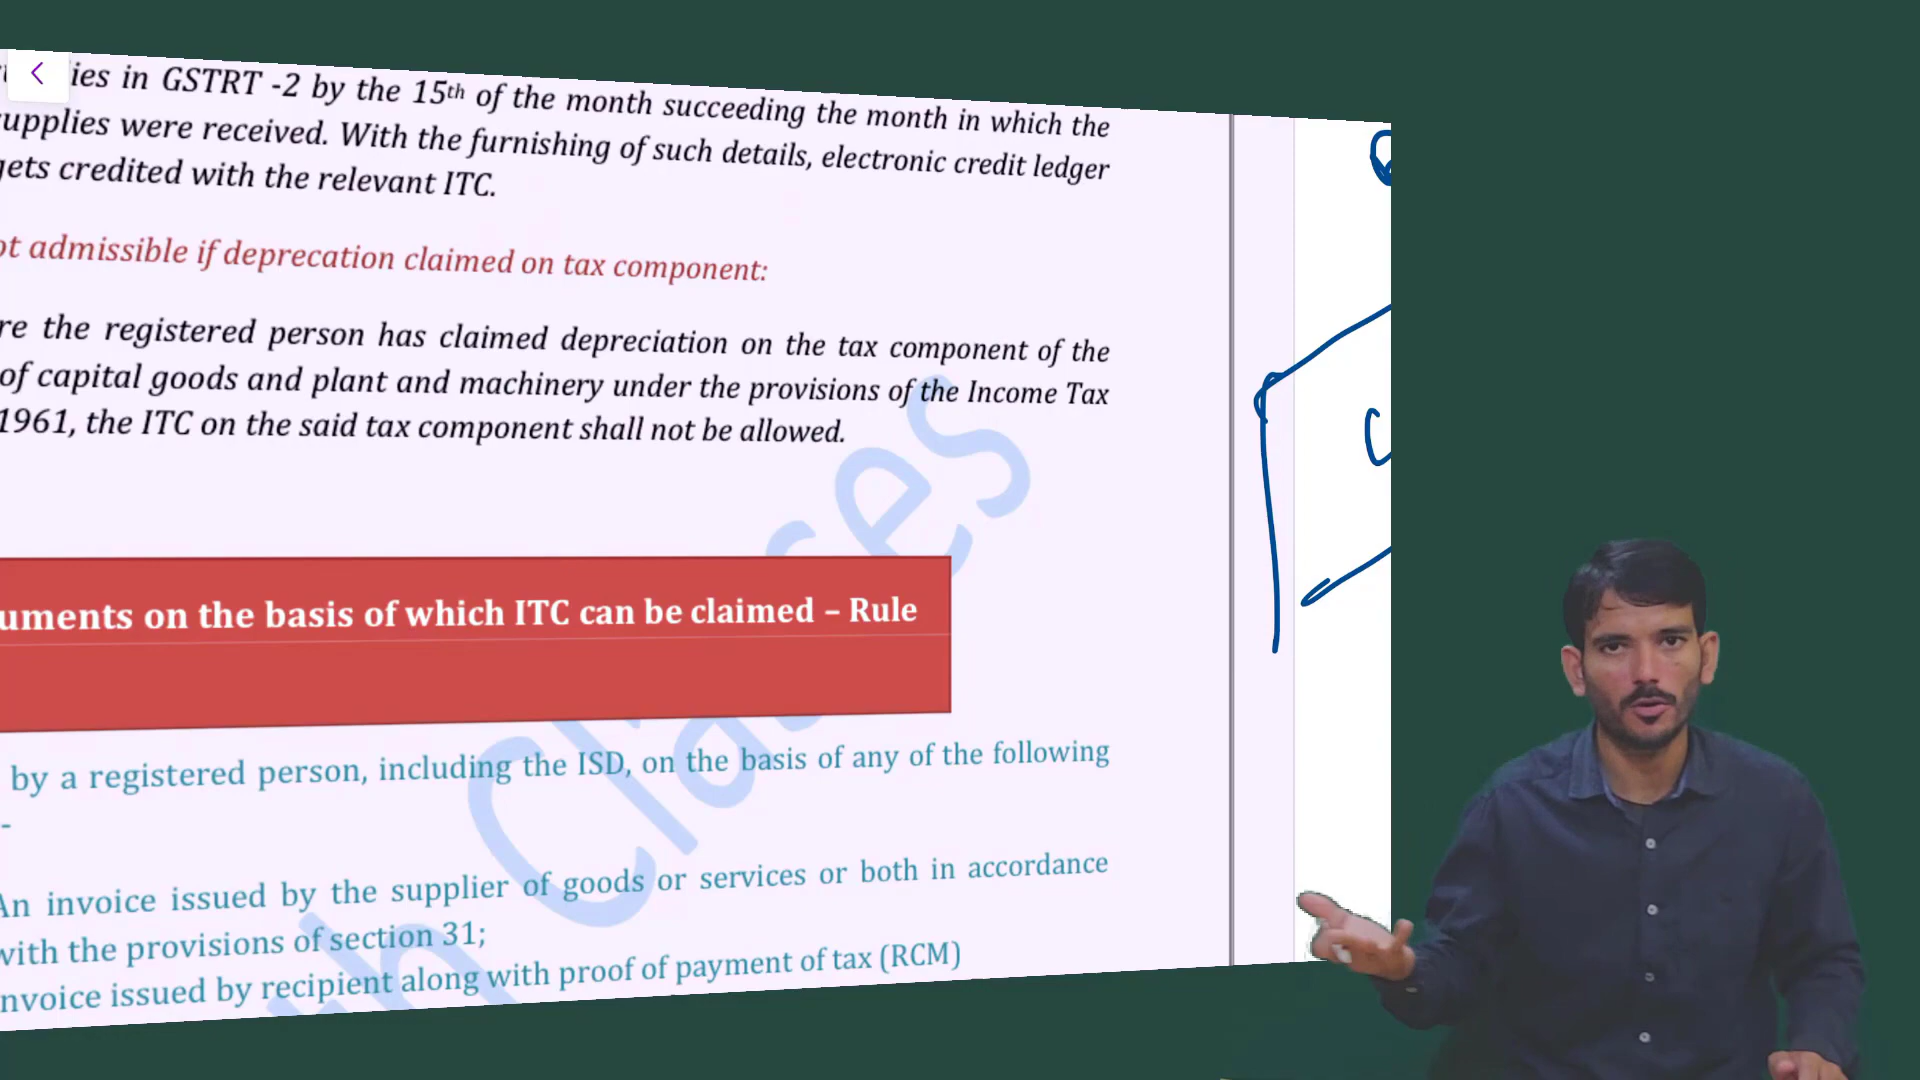 ies in GSTRT -2 by the 15th of the month succeeding the month in which the
supplies were received. With the furnishing of such details, electronic credit ledger
gets credited with the relevant ITC.
ot admissible if deprecation claimed on tax component:
re the registered person has claimed depreciation on the tax component of the
of capital goods and plant and machinery under the provisions of the Income Tax
1961, the ITC on the said tax component shall not be allowed.
uments on the basis of which ITC can be claimed – Rule
by a registered person, including the ISD, on the basis of any of the following
-
An invoice issued by the supplier of goods or services or both in accordance
with the provisions of section 31;
nvoice issued by recipient along with proof of payment of tax (RCM)
Classes